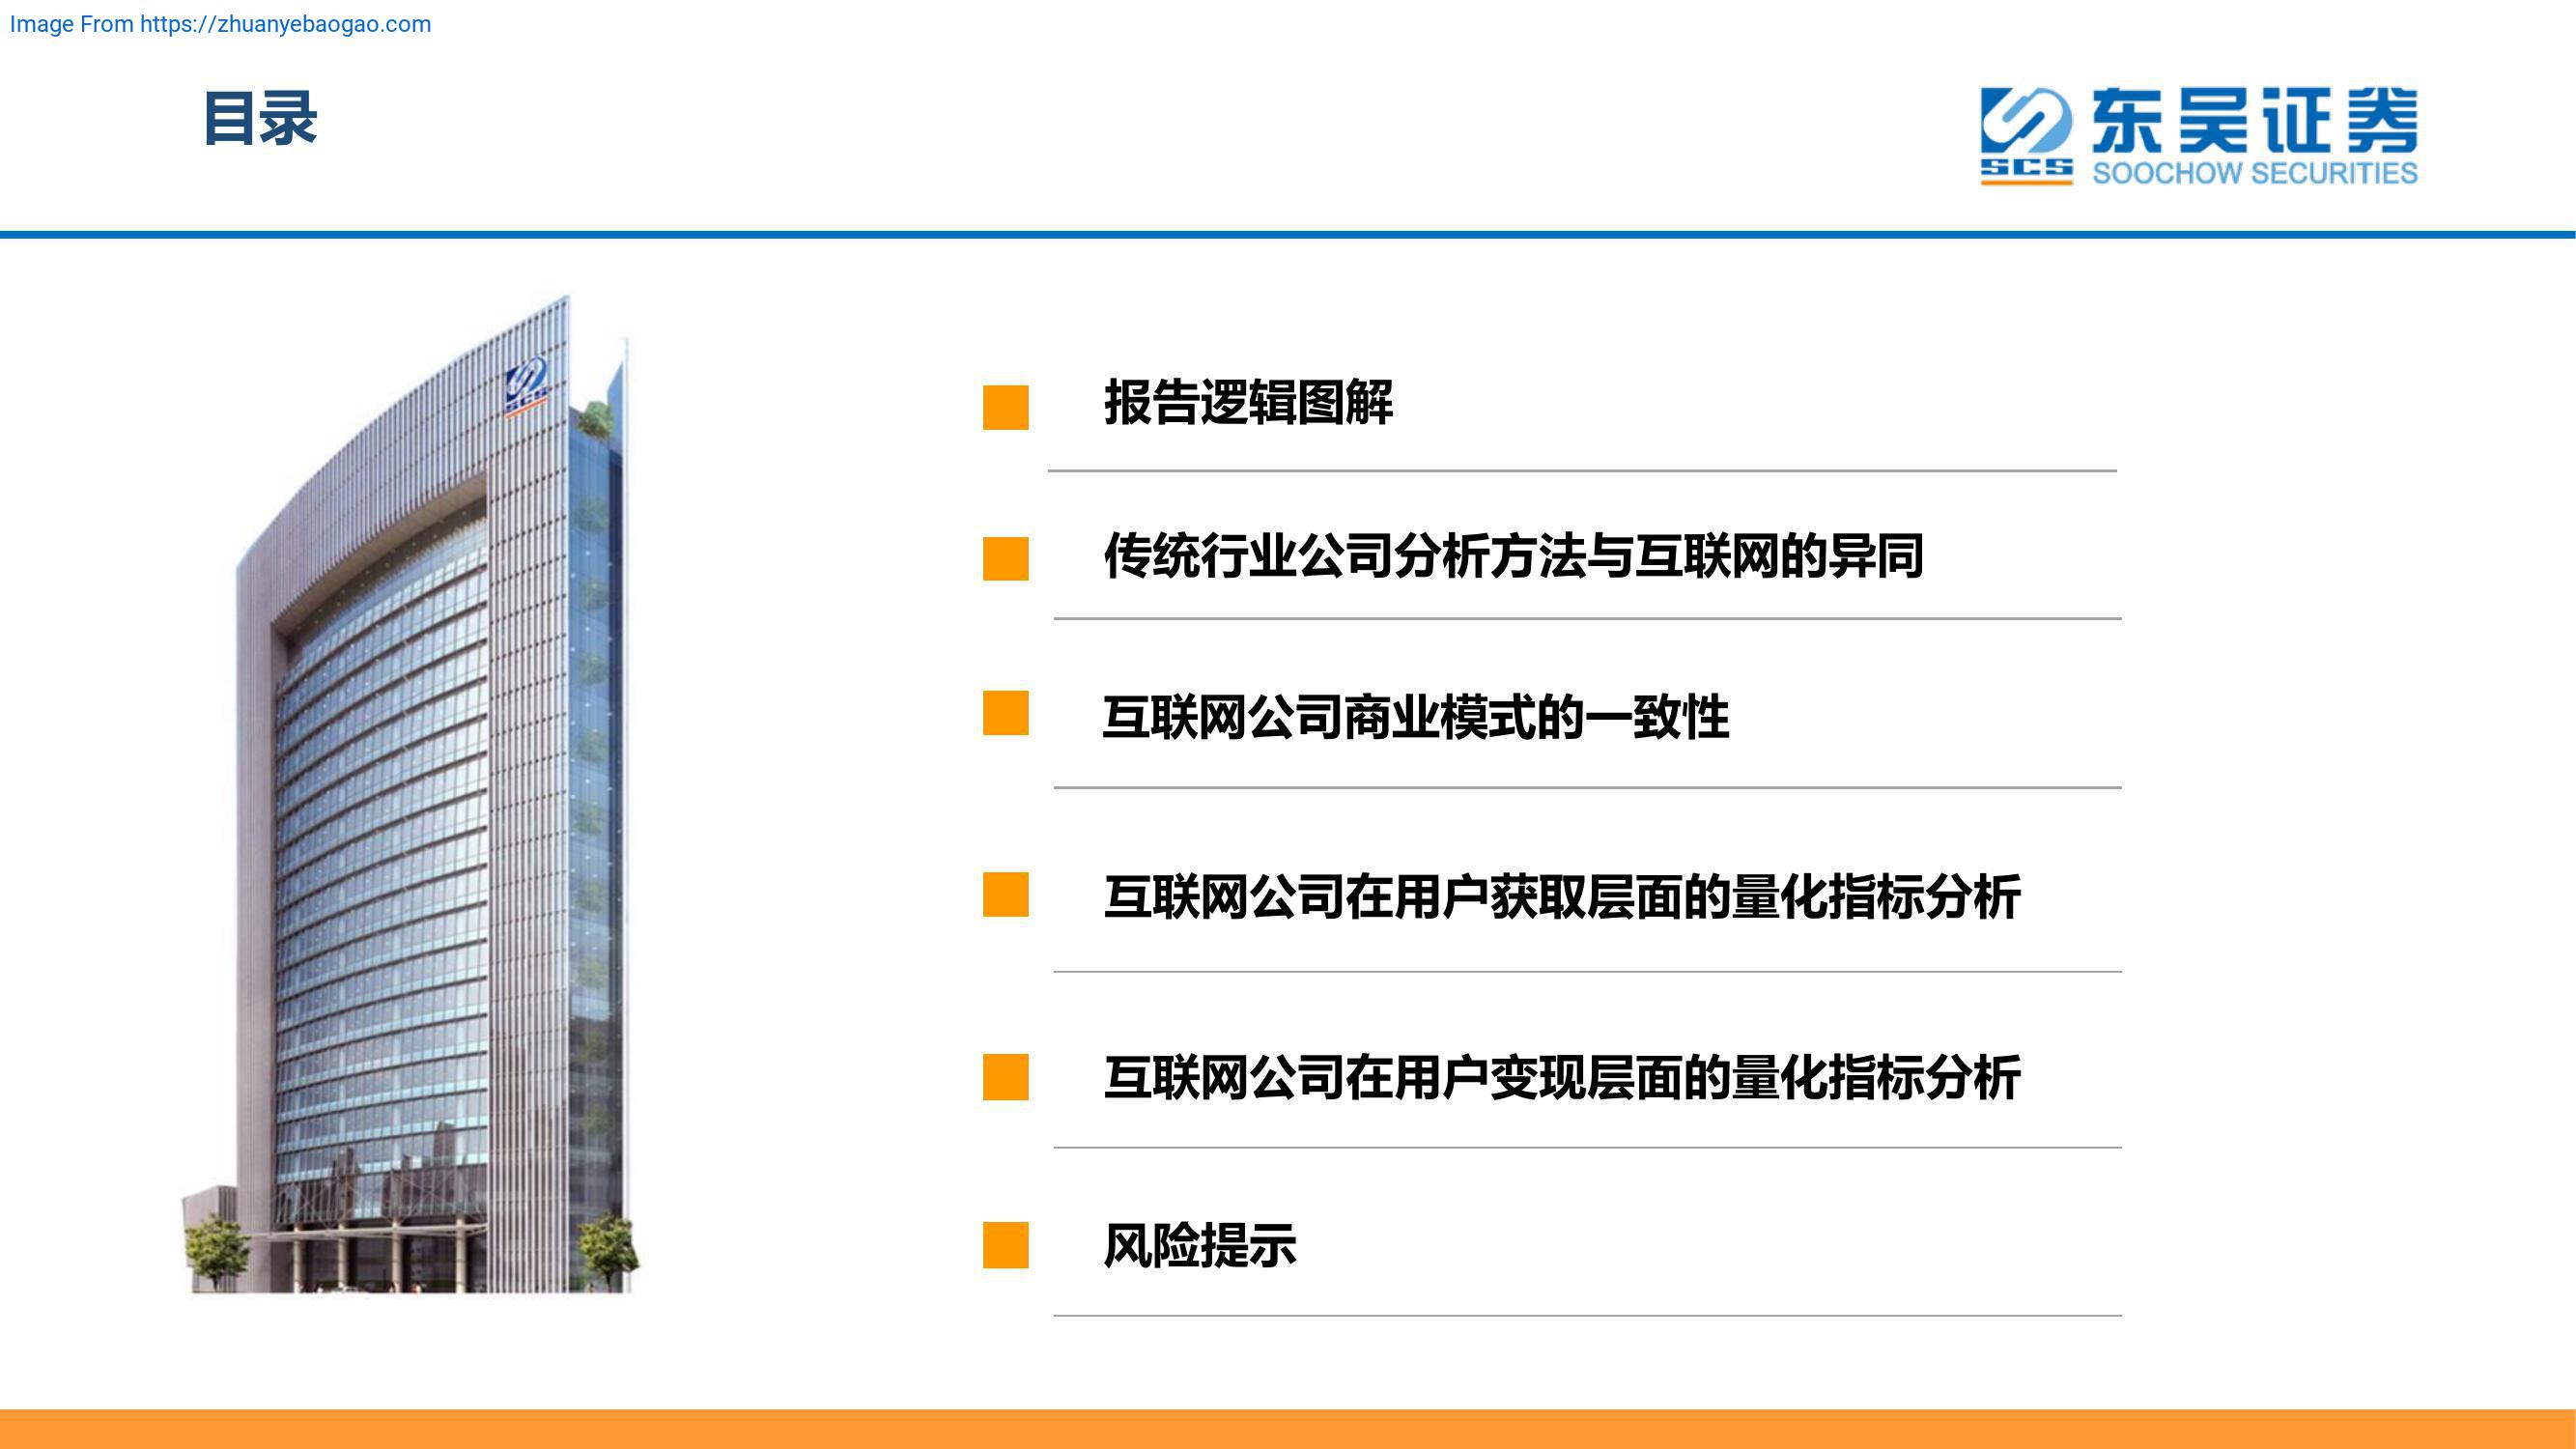 Image From https://zhuanyebaogao.com
目录
东吴证券
SCS
SOOCHOW SECURITIES
SCS
报告逻辑图解
传统行业公司分析方法与互联网的异同
互联网公司商业模式的一致性
互联网公司在用户获取层面的量化指标分析
互联网公司在用户变现层面的量化指标分析
风险提示